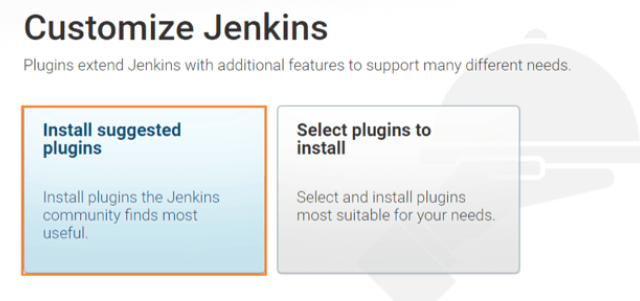 Customize Jenkins
Plugins extend Jenkins with additional features to support many different needs.
Install suggested
plugins
Install plugins the Jenkins
community finds most
useful.
Select plugins to
install
Select and install plugins
most suitable for your needs.